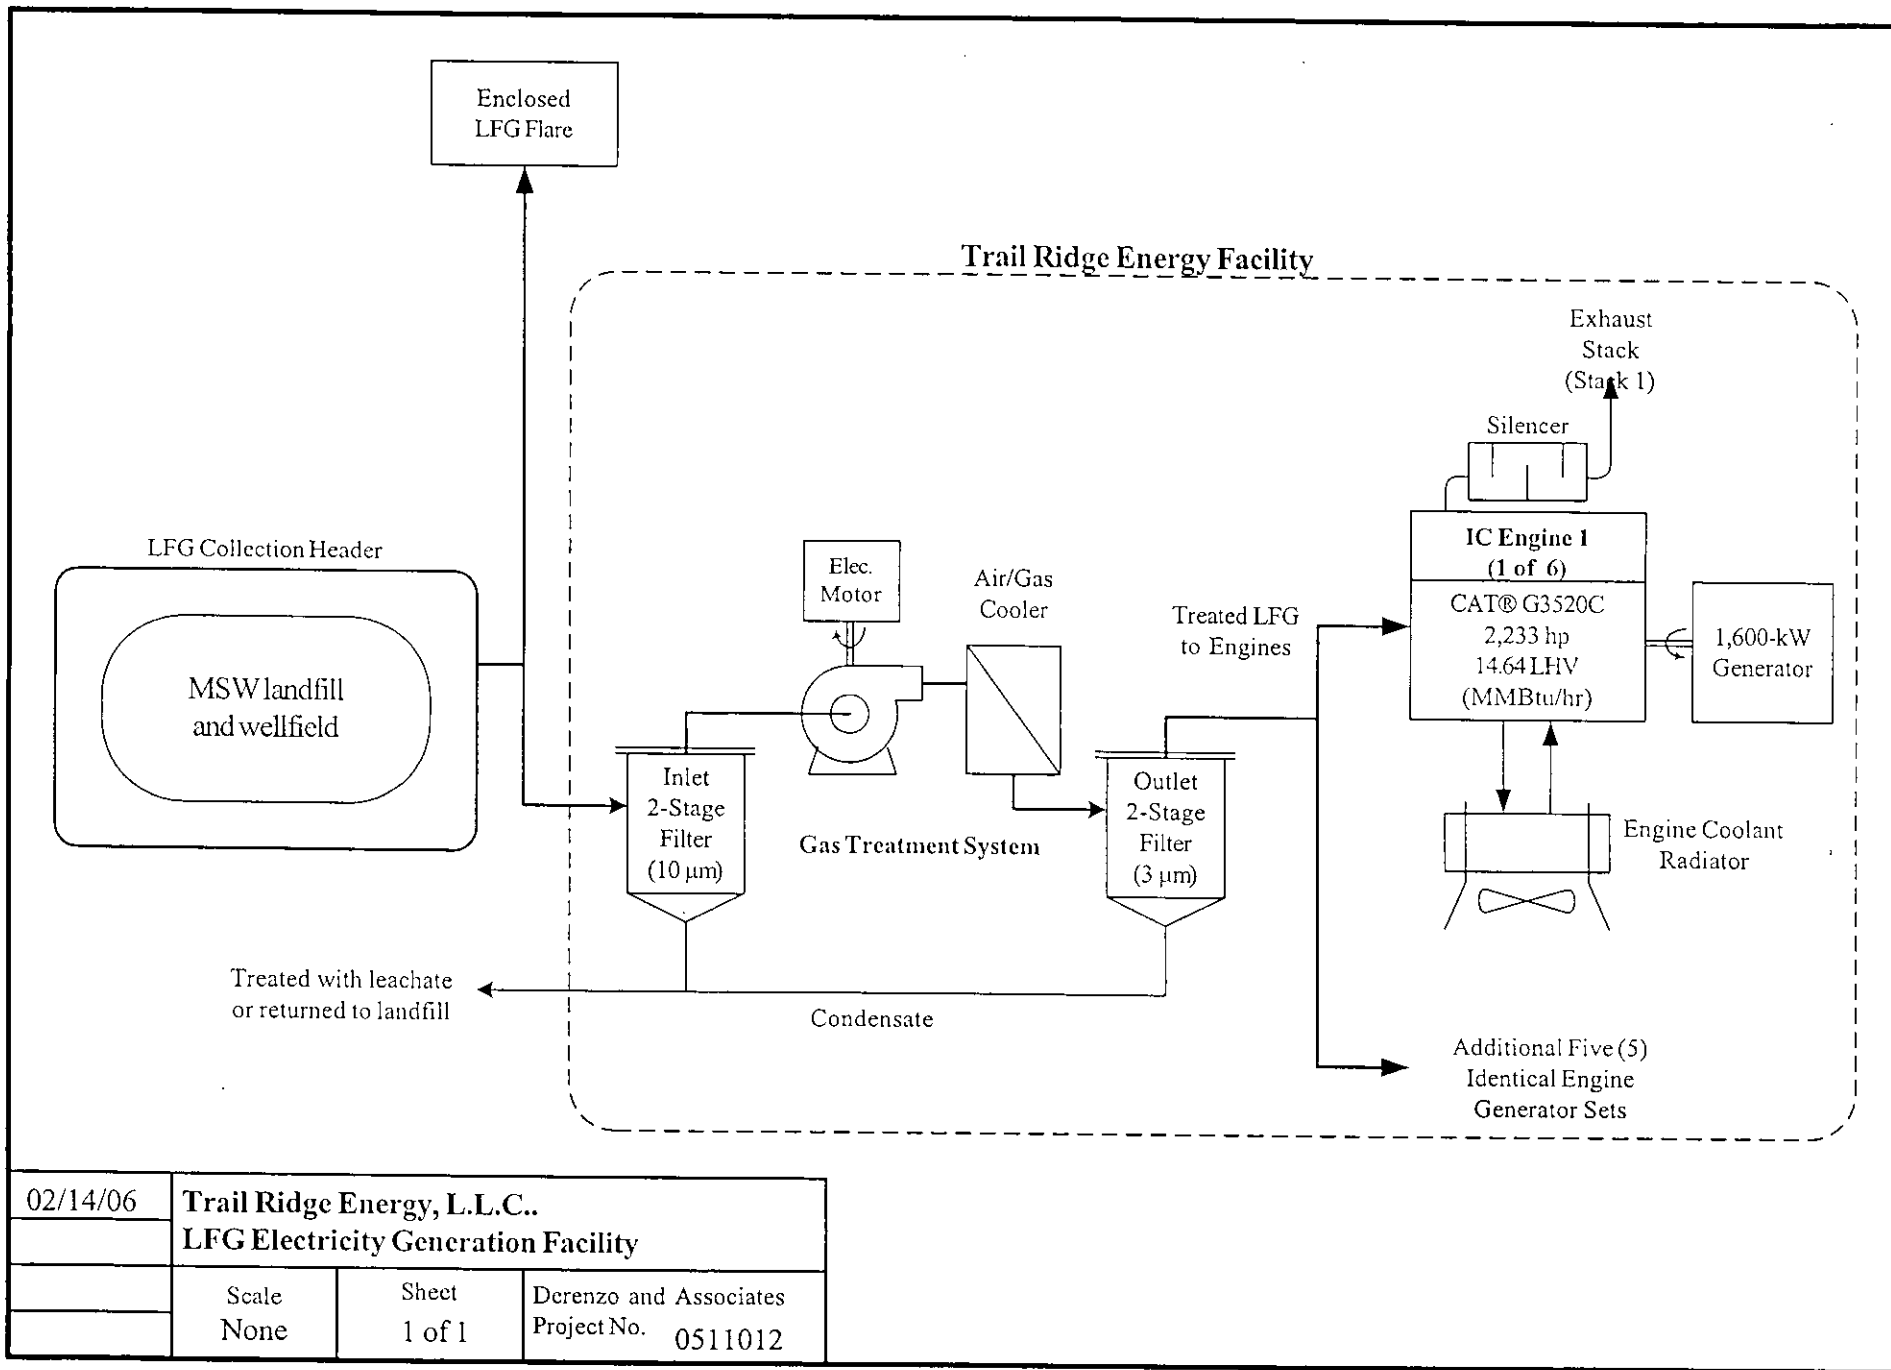 Enclosed
LFG Flare
Trail Ridge Energy Facility
Exhaust
Stack
(Stack 1)
Silencer
LFG Collection Header
MSW landfill
and wellfield
Elec.
Motor
Air/Gas
Cooler
Treated LFG
to Engines
IC Engine 1
(1 of 6)
CAT® G3520C
2,233 hp
14.64 LHV
(MMBtu/hr)
1,600-kW
Generator
Inlet
2-Stage
Filter
(10 µm)
Gas Treatment System
Outlet
2-Stage
Filter
(3 µm)
Engine Coolant
Radiator
Treated with leachate
or returned to landfill
Condensate
Additional Five (5)
Identical Engine
Generator Sets
02/14/06
Trail Ridge Energy, L.L.C..
LFG Electricity Generation Facility
Scale
None
Sheet
1 of 1
Derenzo and Associates
Project No. 0511012